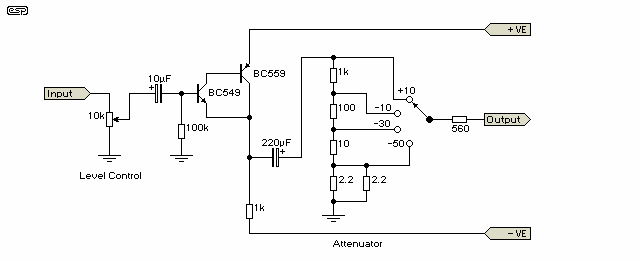 esp
+VE
BC559
10µF
+
BC549
Input
10k
100k
Level Control
220µF
+
1k
1k
100
10
2.2
2.2
+10
-10
-30
-50
560
Output
Attenuator
-VE